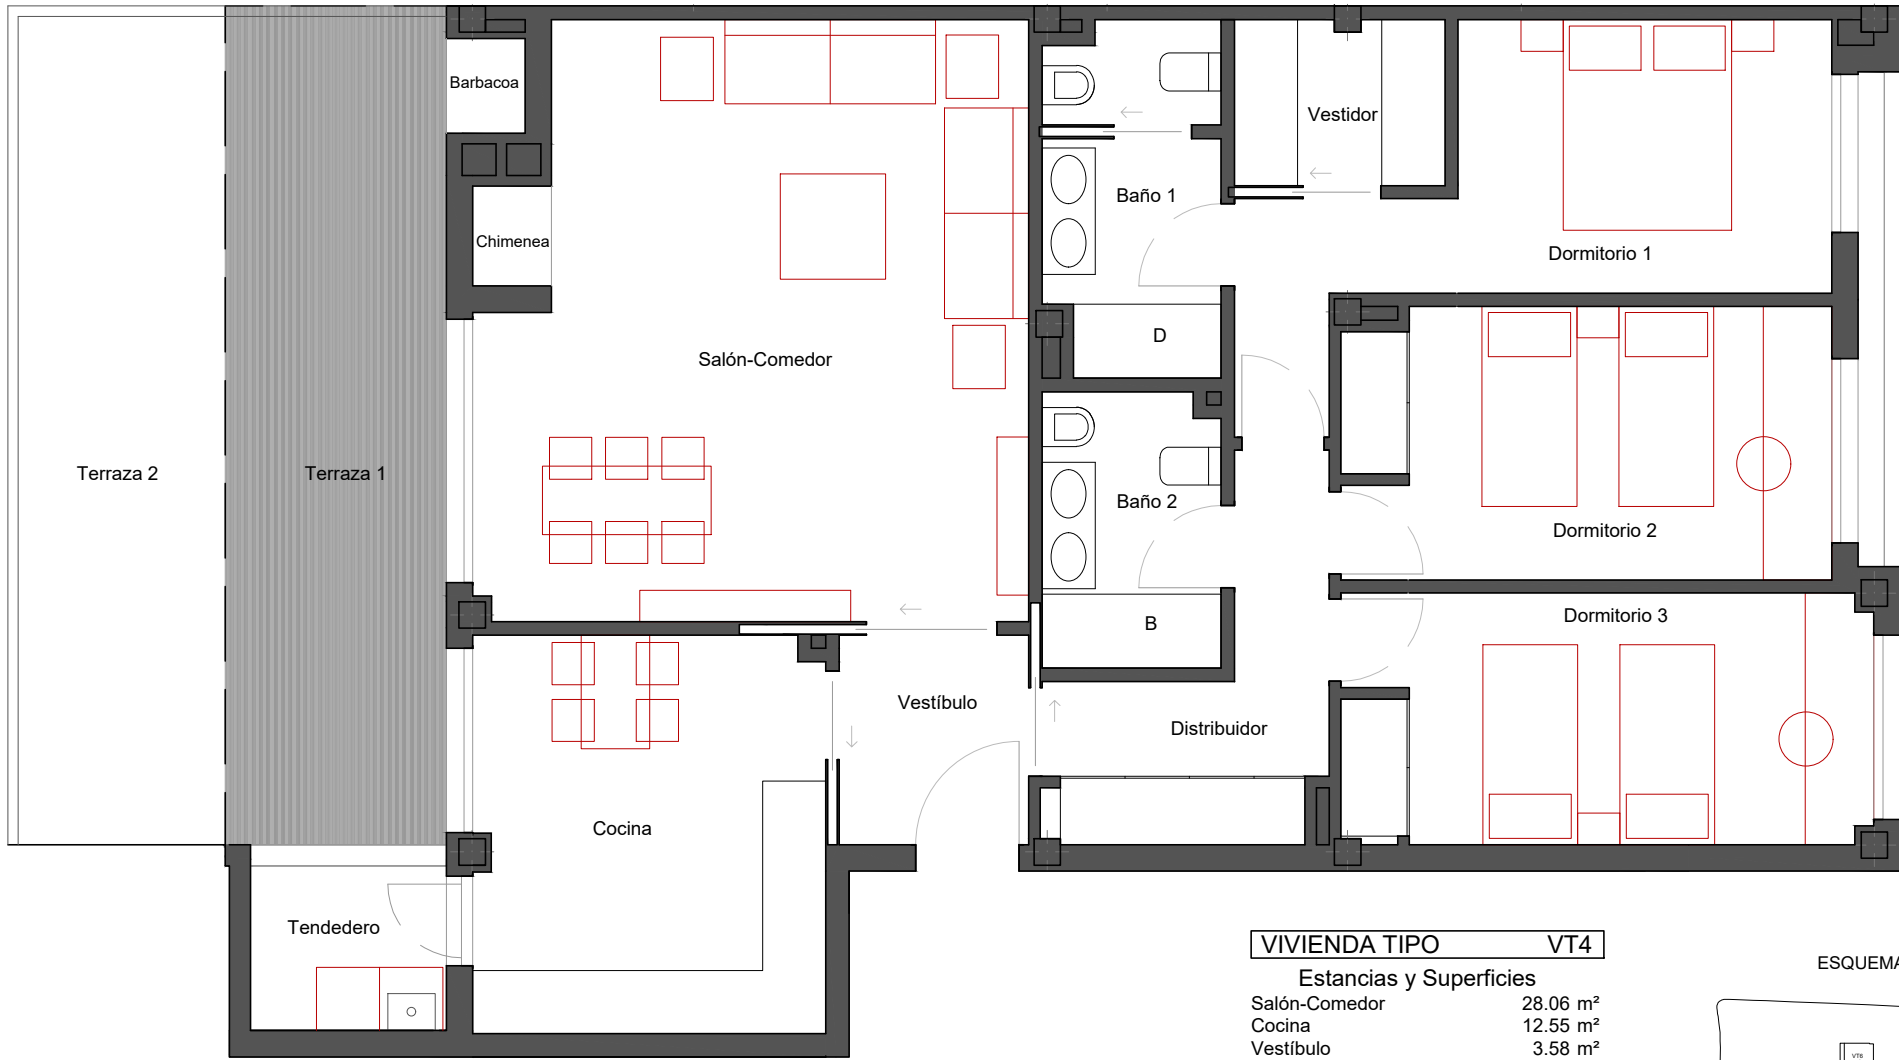 Barbacoa
Vestidor
Baño 1
Chimenea
Dormitorio 1
D
Salón-Comedor
Terraza 2
Terraza 1
Baño 2
Dormitorio 2
Dormitorio 3
B
Vestíbulo
Distribuidor
Cocina
Tendedero
VIVIENDA TIPO VT4
Estancias y Superficies
Salón-Comedor 28.06 m²
Cocina 12.55 m²
Vestíbulo 3.58 m²
ESQUEMA
VT6